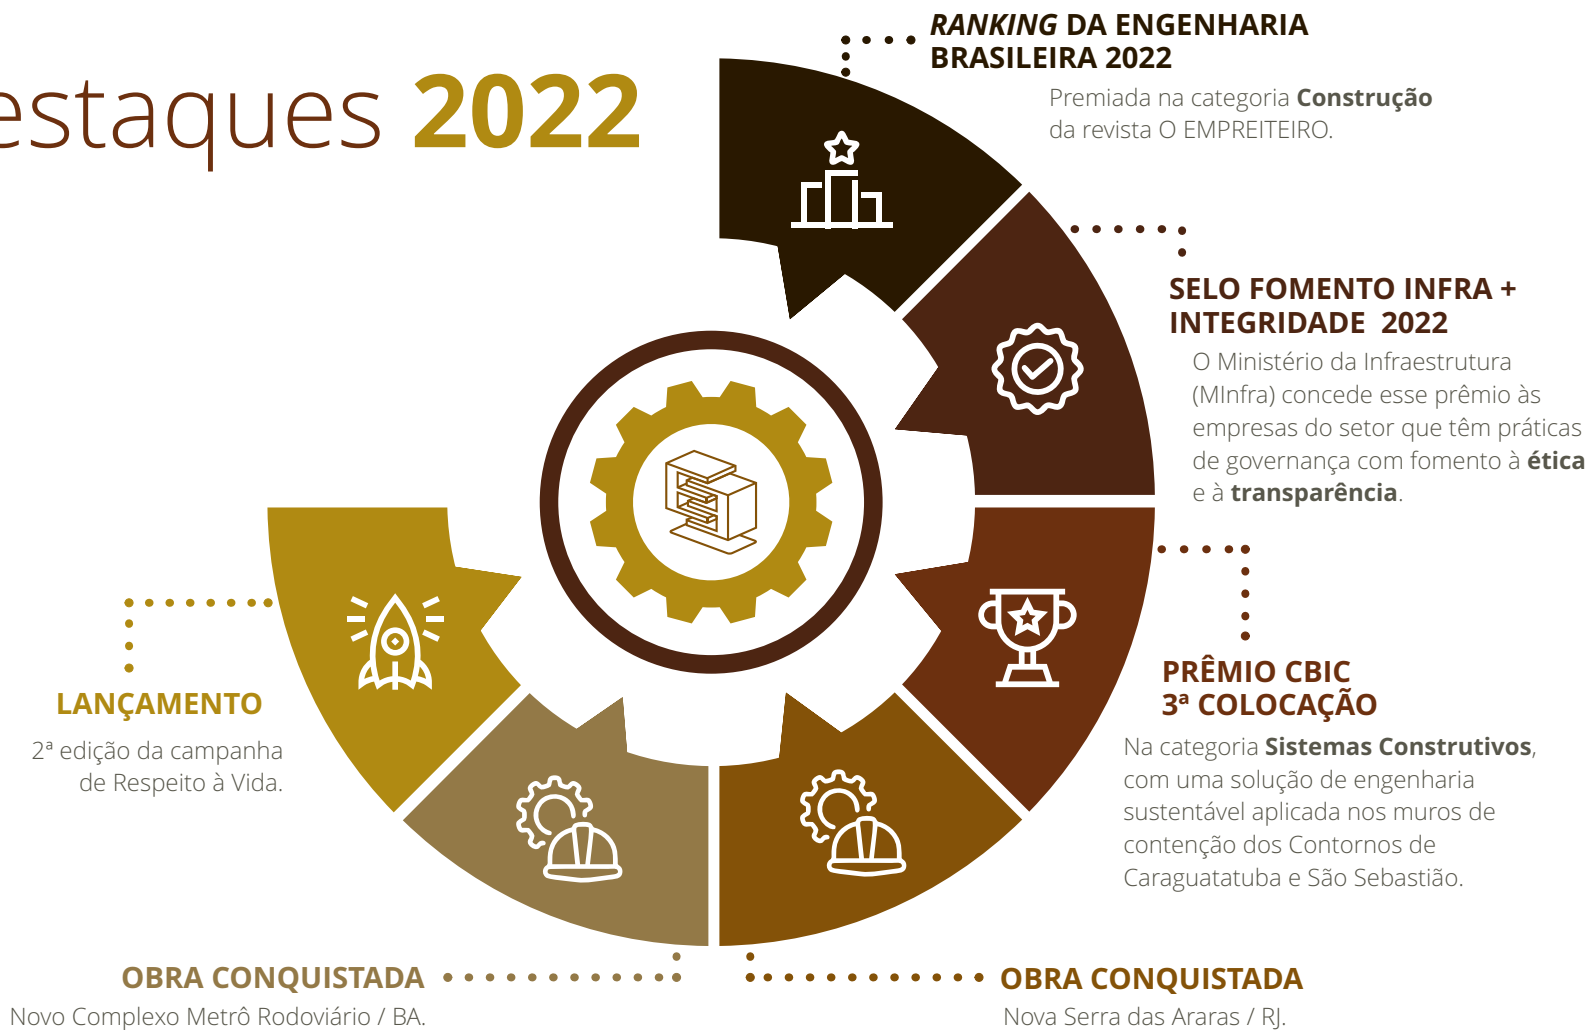 estaques 2022
RANKING DA ENGENHARIA
BRASILEIRA 2022
Premiada na categoria Construção
da revista O EMPREITEIRO.
SELO FOMENTO INFRA +
INTEGRIDADE 2022
O Ministério da Infraestrutura
(MInfra) concede esse prêmio às
empresas do setor que têm práticas
de governança com fomento à ética
e à transparência.
PRÊMIO CBIC
3ª COLOCAÇÃO
Na categoria Sistemas Construtivos,
com uma solução de engenharia
sustentável aplicada nos muros de
contenção dos Contornos de
Caraguatatuba e São Sebastião.
OBRA CONQUISTADA
Nova Serra das Araras / RJ.
OBRA CONQUISTADA
Novo Complexo Metrô Rodoviário / BA.
LANÇAMENTO
2ª edição da campanha
de Respeito à Vida.